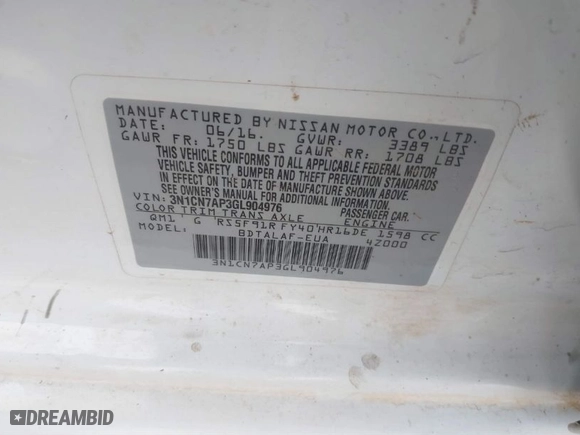 MANUFACTURED BY NISSAN MOTOR CO., LTD.
DATE: 06/16. GVWR: 3389 LBS
GAWR FR: 1750 LBS GAWR RR: 1708 LBS
THIS VEHICLE CONFORMS TO ALL APPLICABLE FEDERAL MOTOR
VEHICLE SAFETY, BUMPER AND THEFT PREVENTION STANDARDS
IN EFFECT ON THE DATE OF MANUFACTURE SHOWN ABOVE.
SEE OWNER'S MANUAL FOR ADDITIONAL INFORMATION
VIN: 3N1CN7AP3GL904976 PASSENGER CAR.
COLOR TRIM TRANS AXLE ENGINE
QM1 G RS5F91R FY40 HR16DE 1598 CC
MODEL: BDTALAF-EUA 4Z000
3N1CN7AP3GL904976
DREAMBID